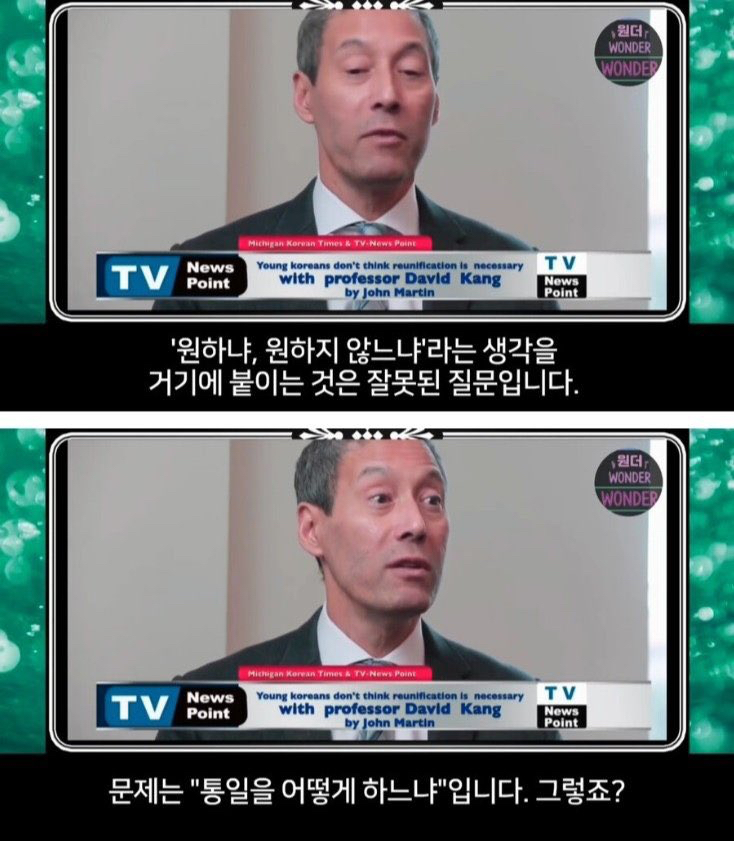 원더
WONDER
WONDER
Michigan Korean Times & TV-News Point
TV News Point
Young koreans don't think reunification is necessary
with professor David Kang
by John Martin
TV
News
Point
'원하냐, 원하지 않느냐'라는 생각을
거기에 붙이는 것은 잘못된 질문입니다.
원더
WONDER
WONDER
Michigan Korean Times & TV-News Point
TV News Point
Young koreans don't think reunification is necessary
with professor David Kang
by John Martin
TV
News
Point
문제는 "통일을 어떻게 하느냐"입니다. 그렇죠?